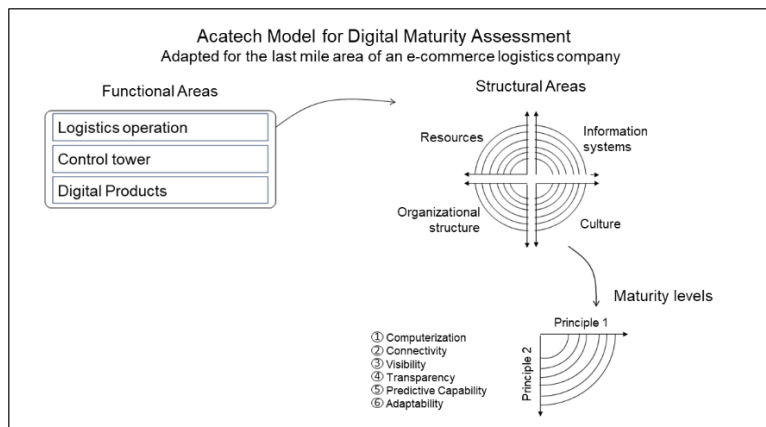 Acatech Model for Digital Maturity Assessment
Adapted for the last mile area of an e-commerce logistics company
Functional Areas
Logistics operation
Control tower
Digital Products
Structural Areas
Resources
Information
systems
Organizational
structure
Culture
Maturity levels
Principle 1
Principle 2
① Computerization
② Connectivity
③ Visibility
④ Transparency
⑤ Predictive Capability
⑥ Adaptability